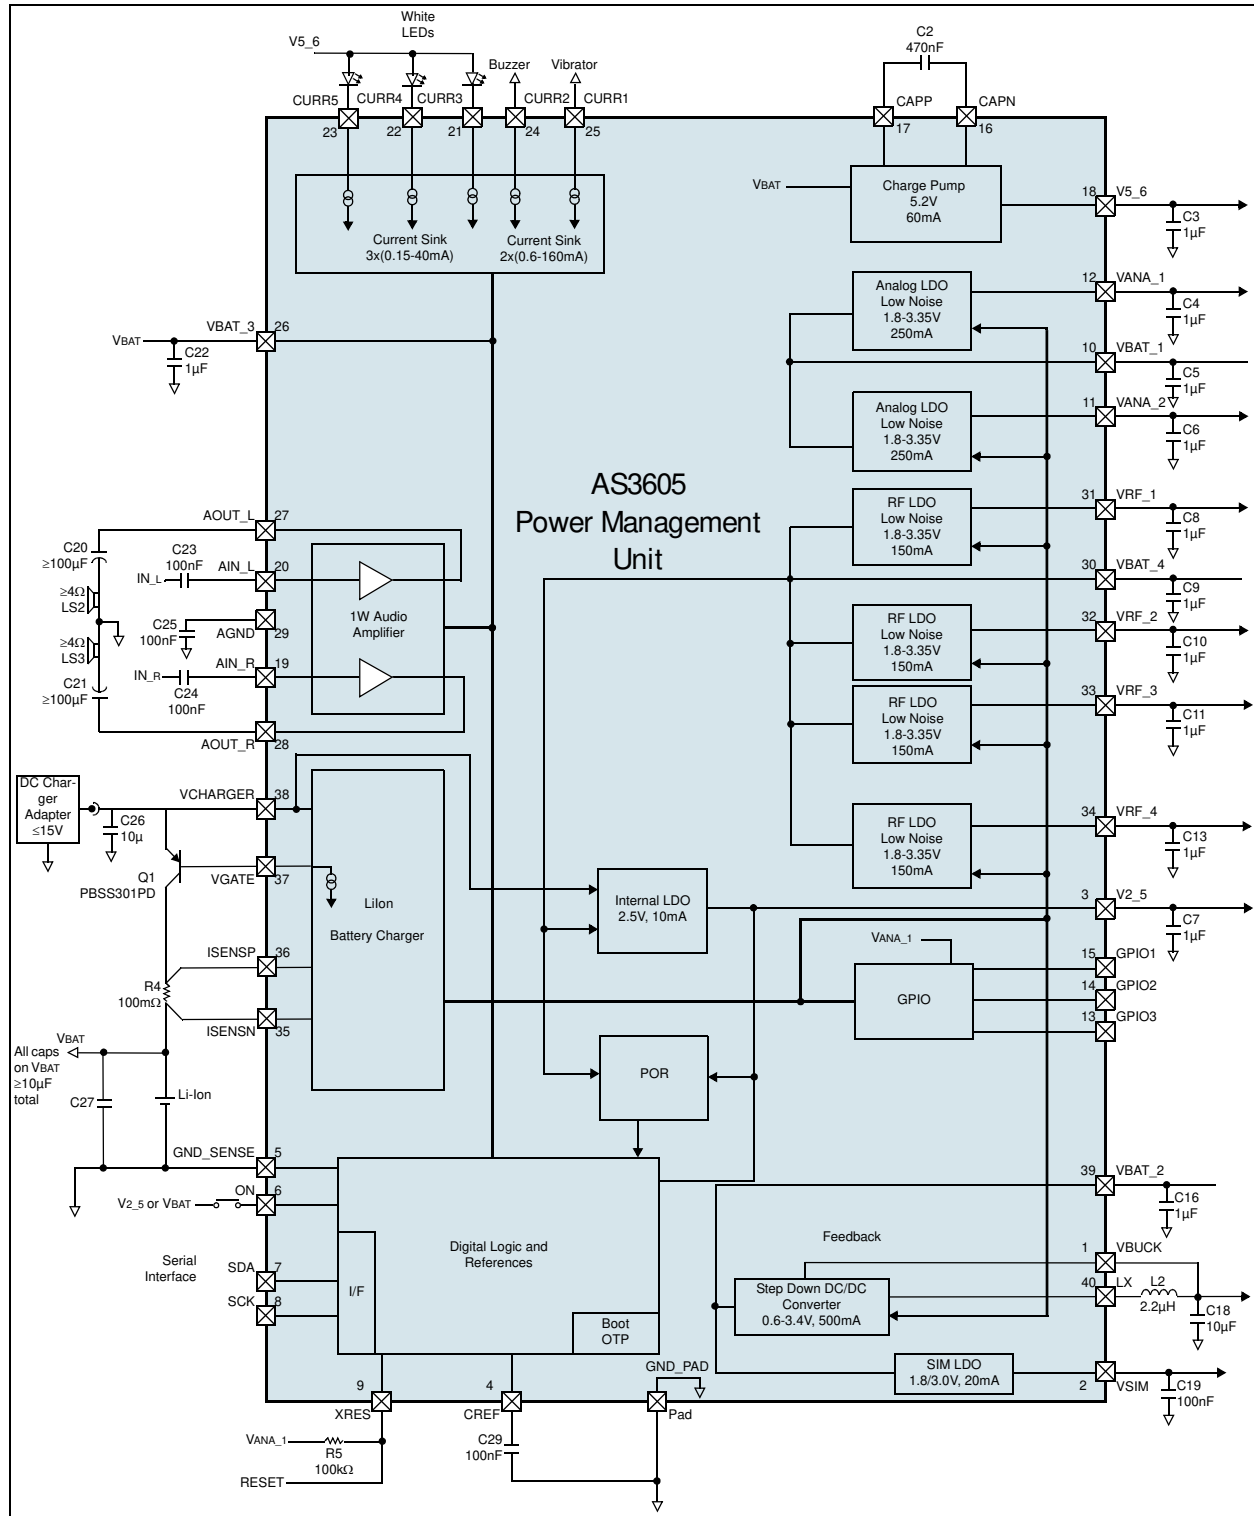 White
LEDs
V5_6
Buzzer
Vibrator
CURR5
CURR4
CURR3
CURR2
CURR1
23
22
21
24
25
Current Sink
3x(0.15-40mA)
Current Sink
2x(0.6-160mA)
C2
470nF
CAPP
CAPN
17
16
VBAT
Charge Pump
5.2V
60mA
18
V5_6
C3
1µF
Analog LDO
Low Noise
1.8-3.35V
250mA
12
VANA_1
C4
1µF
10
VBAT_1
C5
1µF
Analog LDO
Low Noise
1.8-3.35V
250mA
11
VANA_2
C6
1µF
VBAT
VBAT_3
26
C22
1µF
AS3605
Power Management
Unit
RF LDO
Low Noise
1.8-3.35V
150mA
31
VRF_1
C8
1µF
30
VBAT_4
C9
1µF
RF LDO
Low Noise
1.8-3.35V
150mA
32
VRF_2
C10
1µF
RF LDO
Low Noise
1.8-3.35V
150mA
33
VRF_3
C11
1µF
RF LDO
Low Noise
1.8-3.35V
150mA
34
VRF_4
C13
1µF
AOUT_L
27
C20
≥100µF
C23
100nF
IN_L
AIN_L
20
≥4Ω
LS2
C25
100nF
AGND
29
≥4Ω
LS3
AIN_R
19
IN_R
C24
100nF
C21
≥100µF
AOUT_R
28
1W Audio
Amplifier
DC Char-
ger
Adapter
≤15V
VCHARGER
38
C26
10µ
Q1
PBSS301PD
VGATE
37
LiIon
Battery Charger
ISENSP
36
R4
100mΩ
ISENSN
35
VBAT
All caps
on VBAT
≥10µF
total
C27
Li-Ion
Internal LDO
2.5V, 10mA
3
V2_5
C7
1µF
VANA_1
GPIO
15
GPIO1
14
GPIO2
13
GPIO3
POR
GND_SENSE
5
ON
6
V2_5 or VBAT
Serial
Interface
SDA
7
SCK
8
I/F
Digital Logic and
References
Boot
OTP
39
VBAT_2
C16
1µF
Feedback
1
VBUCK
Step Down DC/DC
Converter
0.6-3.4V, 500mA
40
LX
L2
2.2µH
C18
10µF
SIM LDO
1.8/3.0V, 20mA
2
VSIM
C19
100nF
9
XRES
4
CREF
GND_PAD
Pad
VANA_1
R5
100kΩ
RESET
C29
100nF